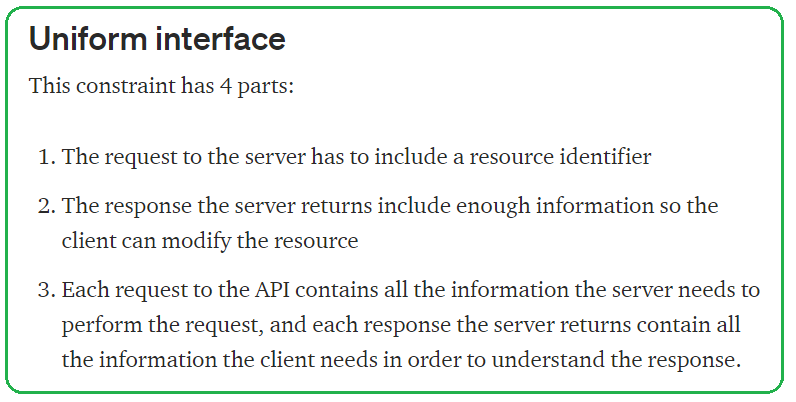 Uniform interface
This constraint has 4 parts:
1. The request to the server has to include a resource identifier
2. The response the server returns include enough information so the
client can modify the resource
3. Each request to the API contains all the information the server needs to
perform the request, and each response the server returns contain all
the information the client needs in order to understand the response.